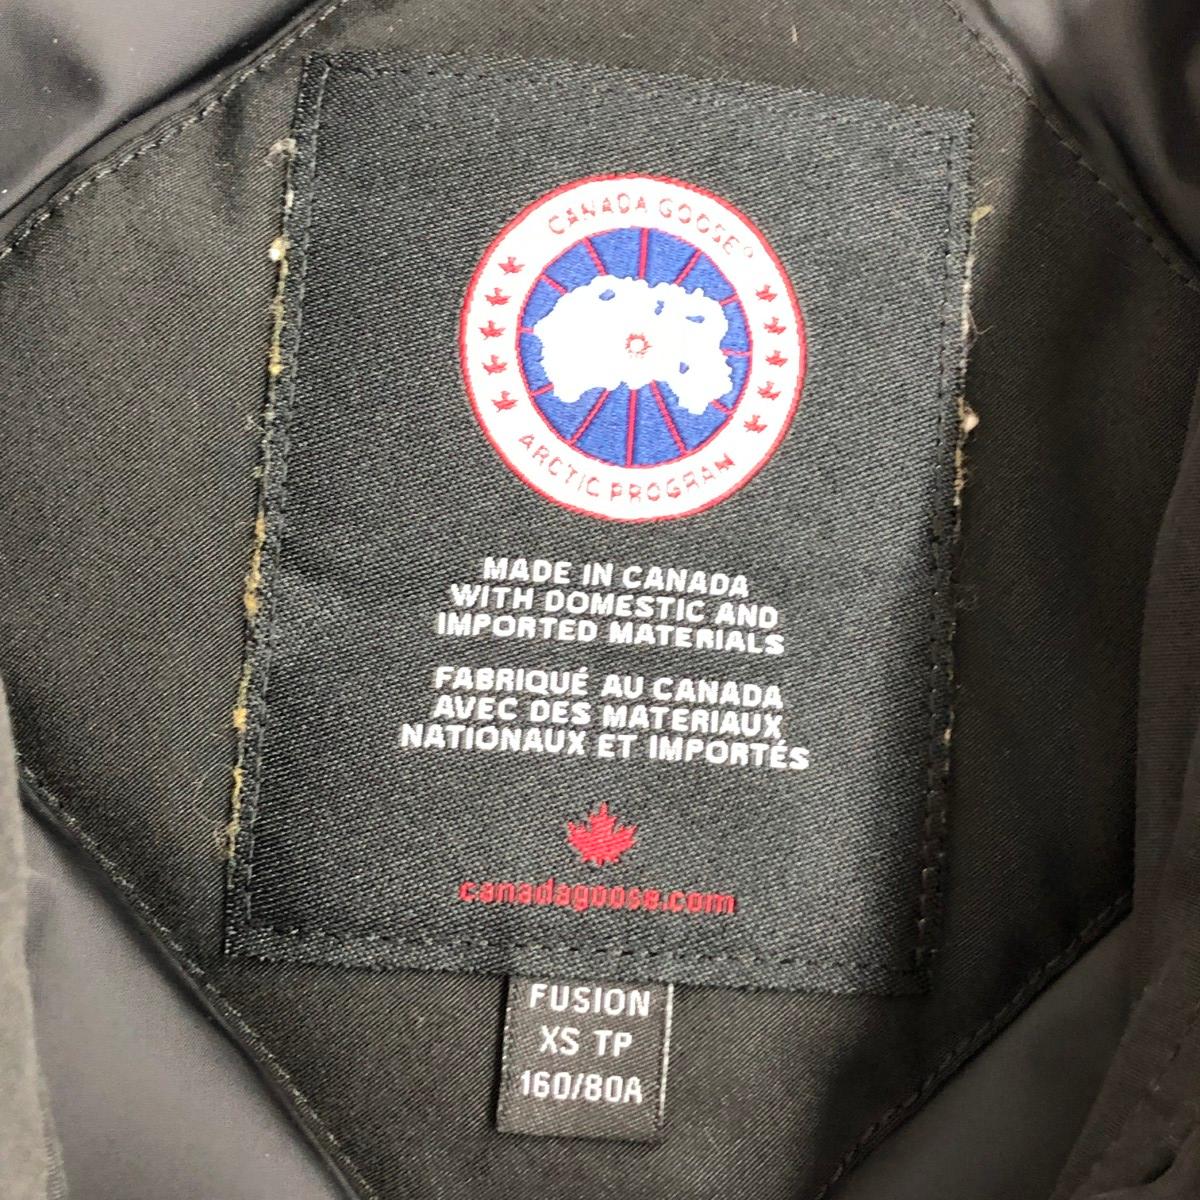 CANADA GOOSE®
ARCTIC PROGRAM
MADE IN CANADA
WITH DOMESTIC AND
IMPORTED MATERIALS
FABRIQUÉ AU CANADA
AVEC DES MATERIAUX
NATIONAUX ET IMPORTÉS
canadagoose.com
FUSION
XS TP
160/80A